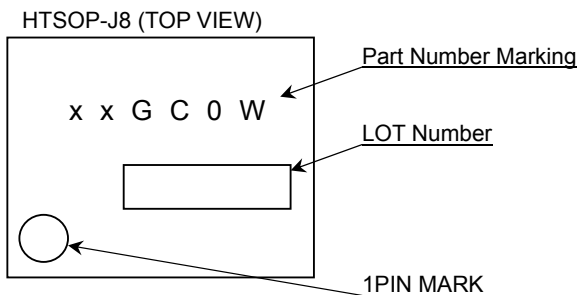 HTSOP-J8 (TOP VIEW)
Part Number Marking
x x G C 0 W
LOT Number
1PIN MARK